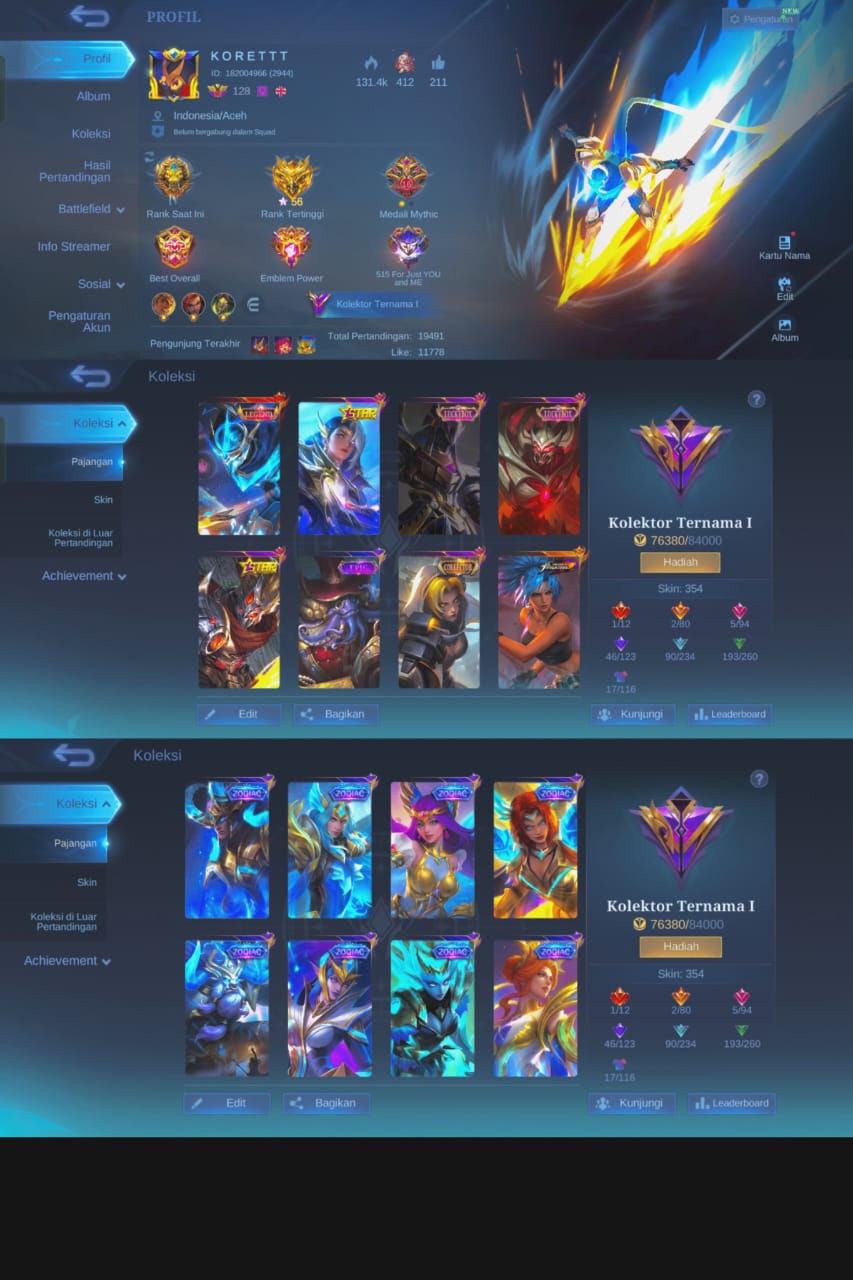 PROFIL
NEW
Pengaturan
Profil
Album
Koleksi
Hasil
Pertandingan
Battlefield
Info Streamer
Sosial
Pengaturan
Akun
KORETTT
ID: 182004966 (2944)
128
131.4k
412
211
Indonesia/Aceh
Belum bergabung dalam Squad
56
Rank Saat Ini
Rank Tertinggi
Medali Mythic
Best Overall
Emblem Power
515 For Just YOU
and ME
Kolektor Ternama I
Pengunjung Terakhir
Total Pertandingan: 19491
Like: 11778
Kartu Nama
Edit
Album
Koleksi
Koleksi
Pajangan
Skin
Koleksi di Luar
Pertandingan
Achievement
LEGEND
STAR
STAR
EPIC
COLLECTOR
?
Kolektor Ternama I
76380/84000
Hadiah
Skin: 354
1/12
2/80
5/94
46/123
90/234
193/260
17/116
Edit
Bagikan
Kunjungi
Leaderboard
Koleksi
Koleksi
Pajangan
Skin
Koleksi di Luar
Pertandingan
Achievement
ZODIAC
ZODIAC
ZODIAC
ZODIAC
ZODIAC
ZODIAC
ZODIAC
ZODIAC
?
Kolektor Ternama I
76380/84000
Hadiah
Skin: 354
1/12
2/80
5/94
46/123
90/234
193/260
17/116
Edit
Bagikan
Kunjungi
Leaderboard